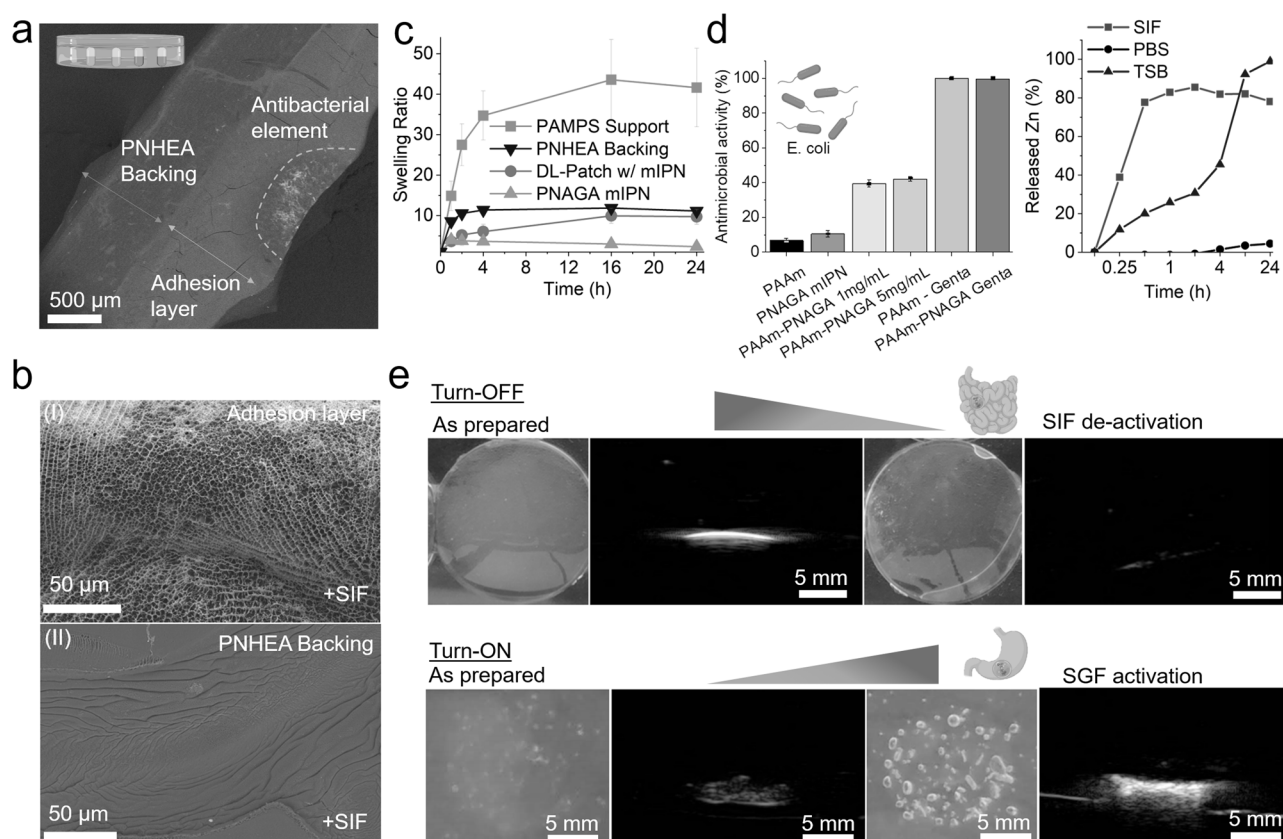 a
PNHEA
Backing
Antibacterial
element
Adhesion
layer
500 µm
b
(I)
Adhesion layer
50 µm
+SIF
(II)
PNHEA Backing
50 µm
+SIF
c
Swelling Ratio
50
40
30
20
10
0
PAMPS Support
PNHEA Backing
DL-Patch w/ mIPN
PNAGA mIPN
0 4 8 12 16 20 24
Time (h)
d
Antimicrobial activity (%)
100
80
60
40
20
0
E. coli
PAAm
PNAGA mIPN
PAAm-PNAGA 1mg/mL
PAAm-PNAGA 5mg/mL
PAAm - Genta
PAAm-PNAGA Genta
SIF
PBS
TSB
Released Zn (%)
100
80
60
40
20
0
0.25 1 4 24
Time (h)
e
Turn-OFF
As prepared
SIF de-activation
5 mm
5 mm
Turn-ON
As prepared
SGF activation
5 mm
5 mm
5 mm